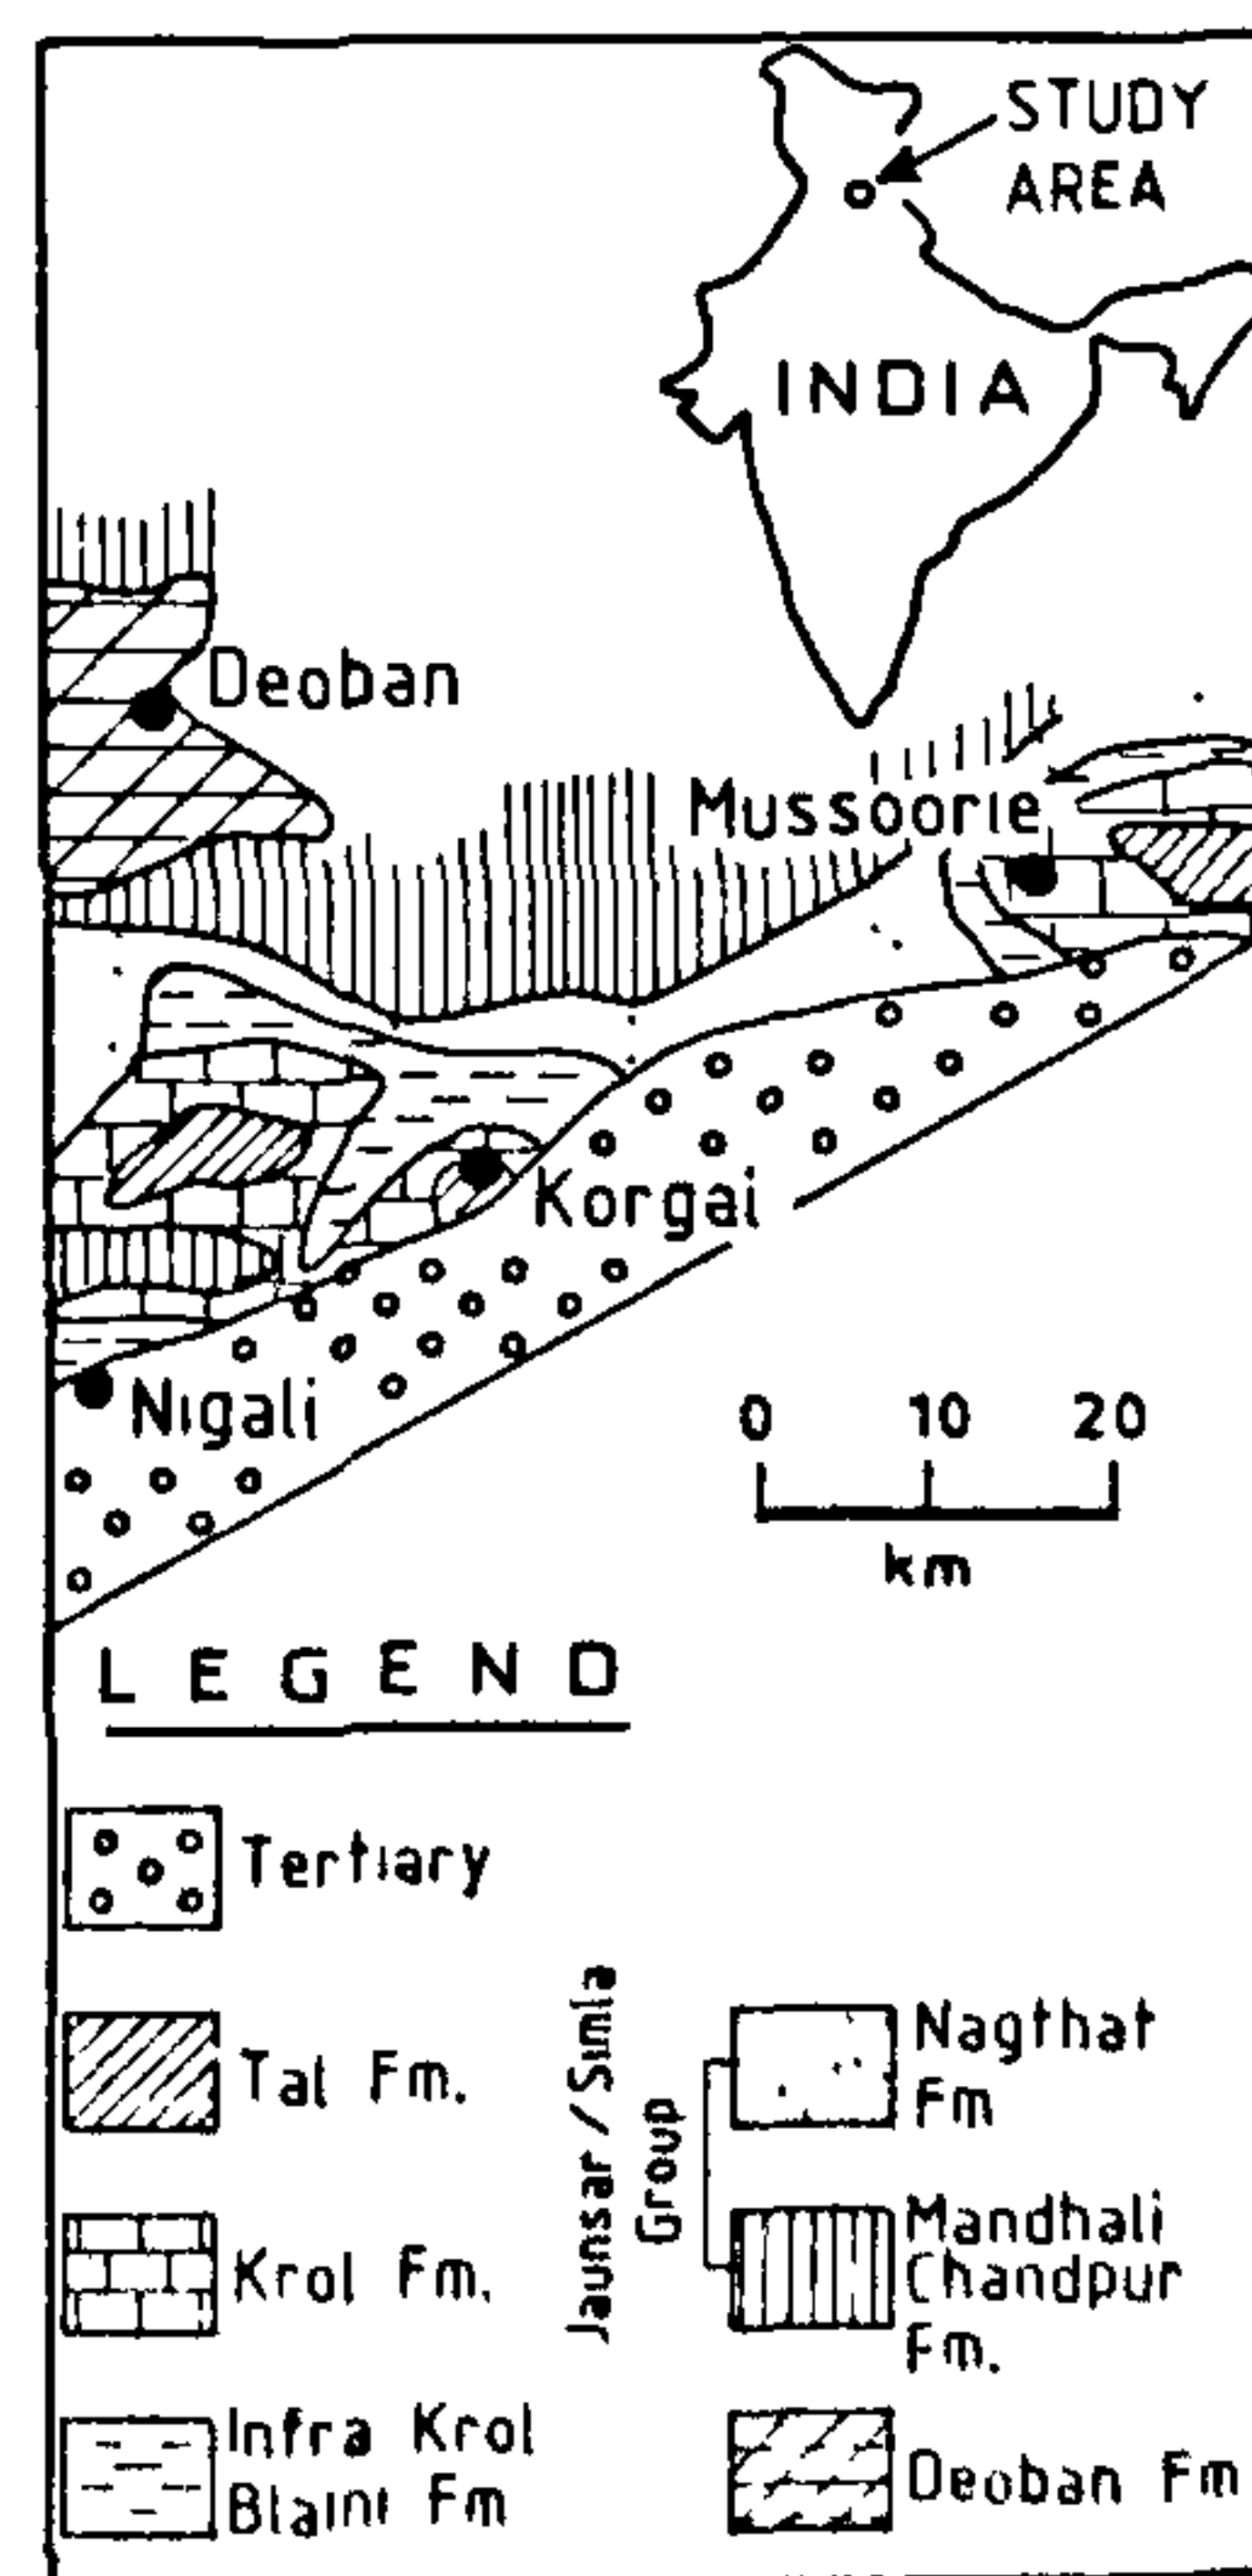 STUDY
AREA
INDIA
Deoban
Mussoorie
Korgai
Nigali
0 10 20
km
LEGEND
Tertiary
Tal Fm.
Krol Fm.
Infra Krol
Blaini Fm
Jaunsar / Simla
Group
Nagthat
Fm
Mandhali
Chandpur
Fm.
Deoban Fm